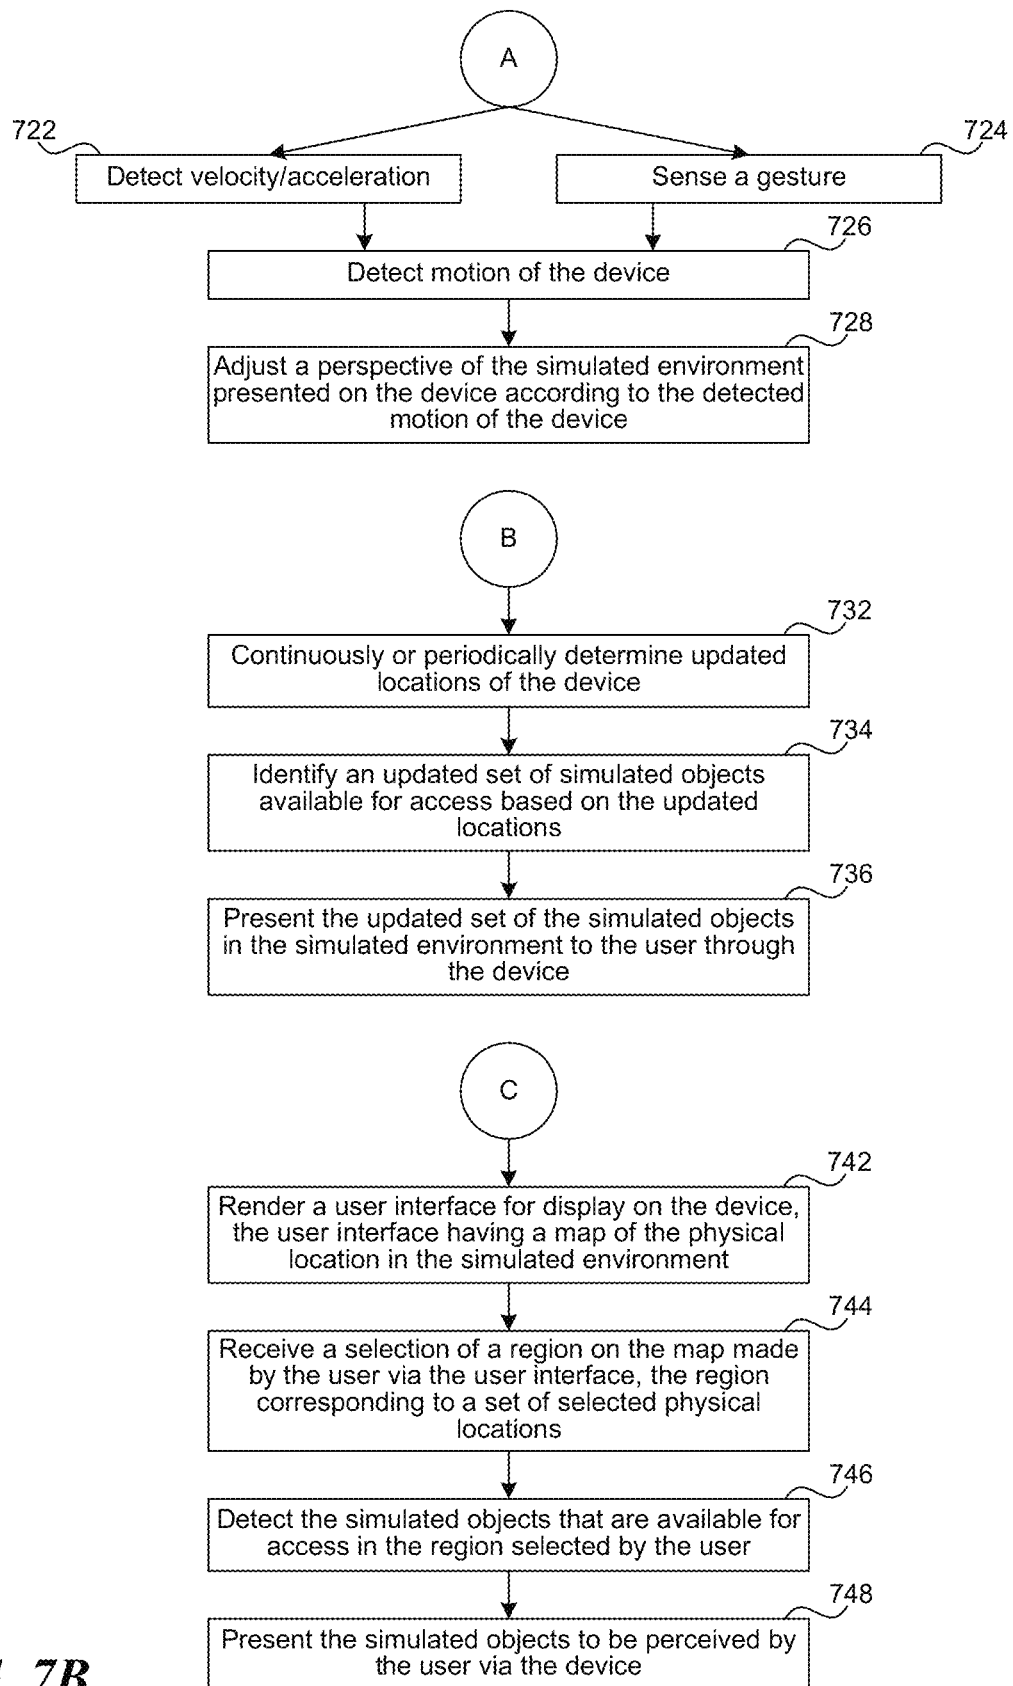 A
722
724
Detect velocity/acceleration
Sense a gesture
726
Detect motion of the device
728
Adjust a perspective of the simulated environment
presented on the device according to the detected
motion of the device
B
732
Continuously or periodically determine updated
locations of the device
734
Identify an updated set of simulated objects
available for access based on the updated
locations
736
Present the updated set of the simulated objects
in the simulated environment to the user through
the device
C
742
Render a user interface for display on the device,
the user interface having a map of the physical
location in the simulated environment
744
Receive a selection of a region on the map made
by the user via the user interface, the region
corresponding to a set of selected physical
locations
746
Detect the simulated objects that are available for
access in the region selected by the user
748
Present the simulated objects to be perceived by
the user via the device
7B